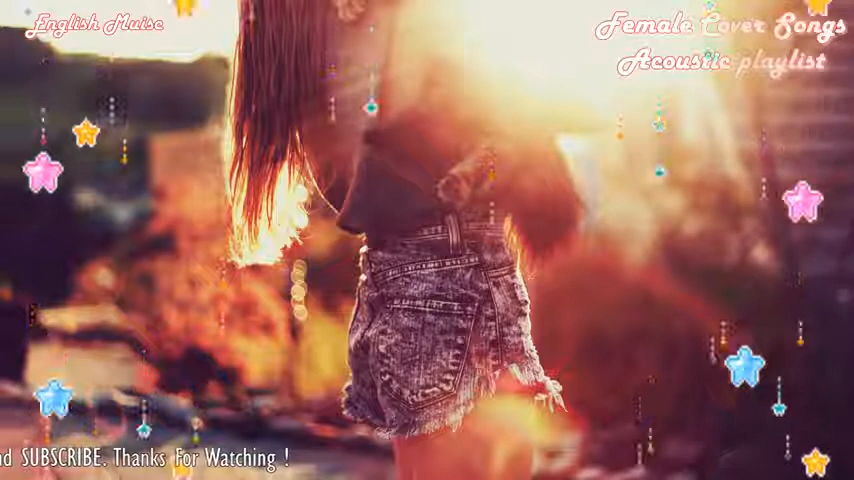 English Muisc
Female Cover Songs
Acoustic playlist
nd SUBSCRIBE. Thanks For Watching !